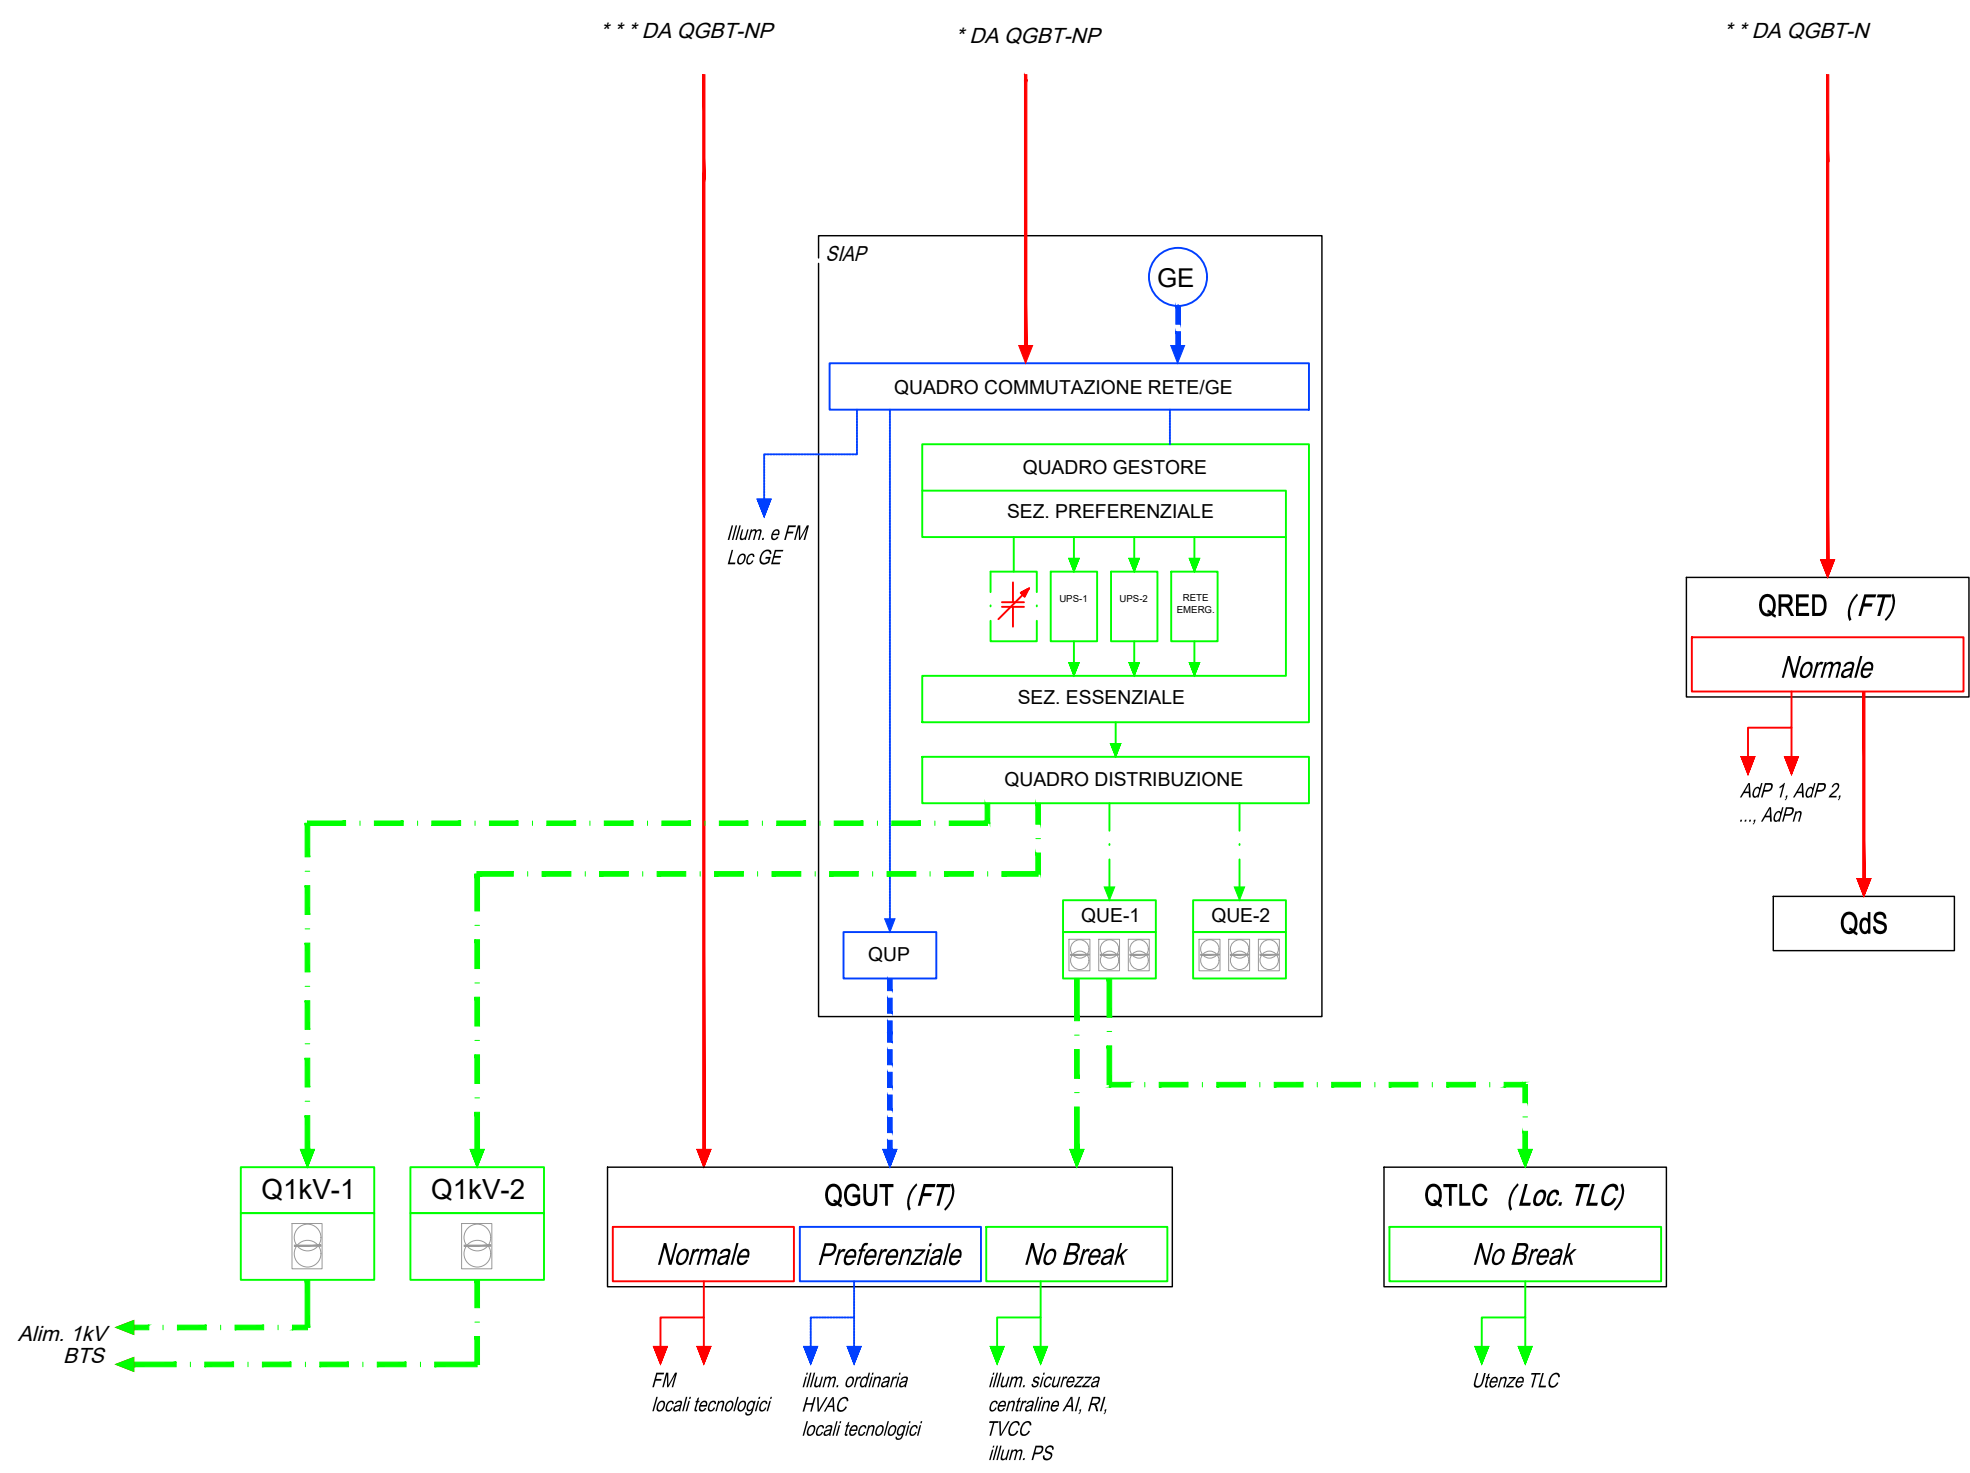 * * * DA QGBT-NP
* DA QGBT-NP
* * DA QGBT-N
SIAP
GE
QUADRO COMMUTAZIONE RETE/GE
QUADRO GESTORE
SEZ. PREFERENZIALE
Illum. e FM
Loc GE
UPS-1
UPS-2
RETE
EMERG.
QRED (FT)
Normale
SEZ. ESSENZIALE
QUADRO DISTRIBUZIONE
AdP 1, AdP 2,
..., AdPn
QUE-1
QUE-2
QdS
QUP
Q1kV-1
Q1kV-2
QGUT (FT)
QTLC (Loc. TLC)
Normale
Preferenziale
No Break
No Break
Alim. 1kV
BTS
FM
locali tecnologici
illum. ordinaria
HVAC
locali tecnologici
illum. sicurezza
centraline AI, RI,
TVCC
illum. PS
Utenze TLC